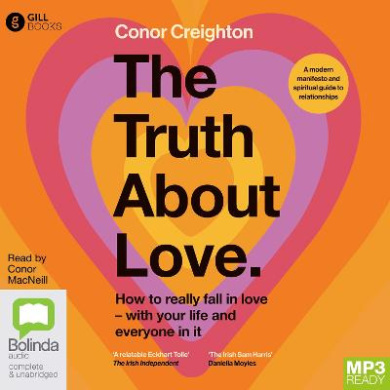 GILL
BOOKS
Conor Creighton
The
Truth
About
Love.
A modern
manifesto and
spiritual guide to
relationships
Read by
Conor
MacNeill
How to really fall in love
– with your life and
everyone in it
'A relatable Eckhart Tolle'
The Irish Independent
'The Irish Sam Harris'
Daniella Moyles
Bolinda
audio
complete
& unabridged
MP3
READY